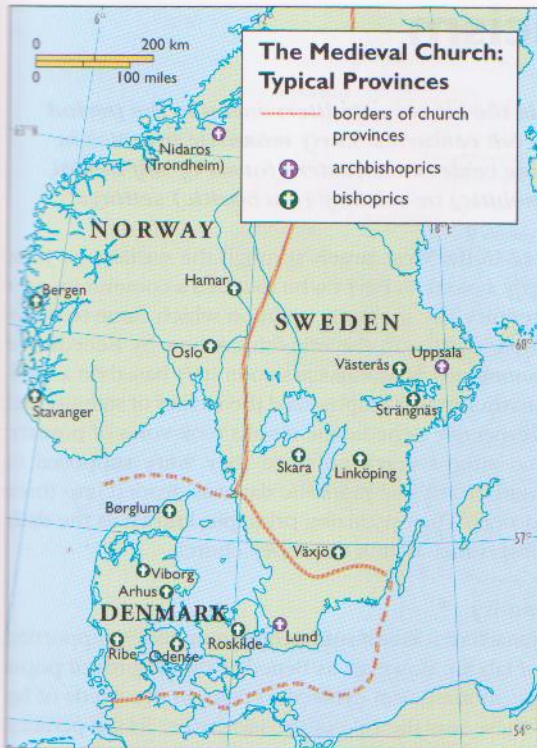 6°
0 200 km
0 100 miles
The Medieval Church:
Typical Provinces
borders of church
provinces
archbishoprics
bishoprics
Nidaros
(Trondheim)
18°E
NORWAY
Bergen
Hamar
SWEDEN
60°
Oslo
Uppsala
Västerås
Stavanger
Strängnäs
Skara
Linköping
Børglum
57°
Växjö
Viborg
Arhus
DENMARK
Ribe
Odense
Roskilde
Lund
54°